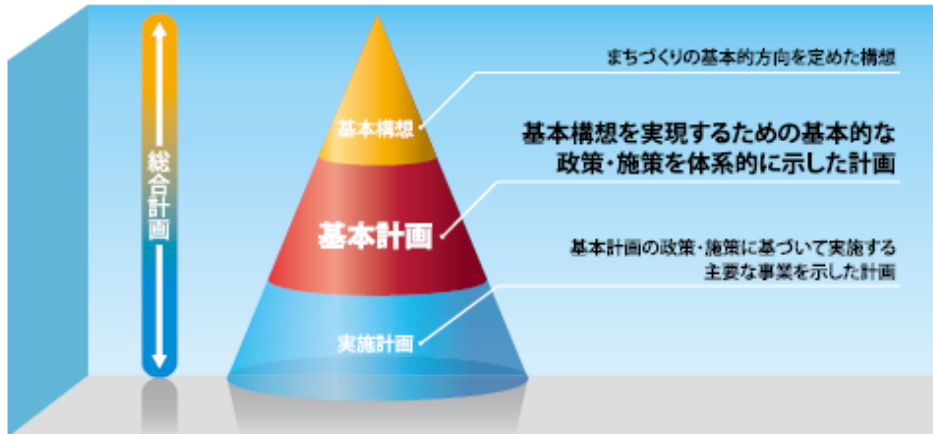 総合計画
基本構想
まちづくりの基本的方向を定めた構想
基本計画
基本構想を実現するための基本的な
政策・施策を体系的に示した計画
実施計画
基本計画の政策・施策に基づいて実施する
主要な事業を示した計画